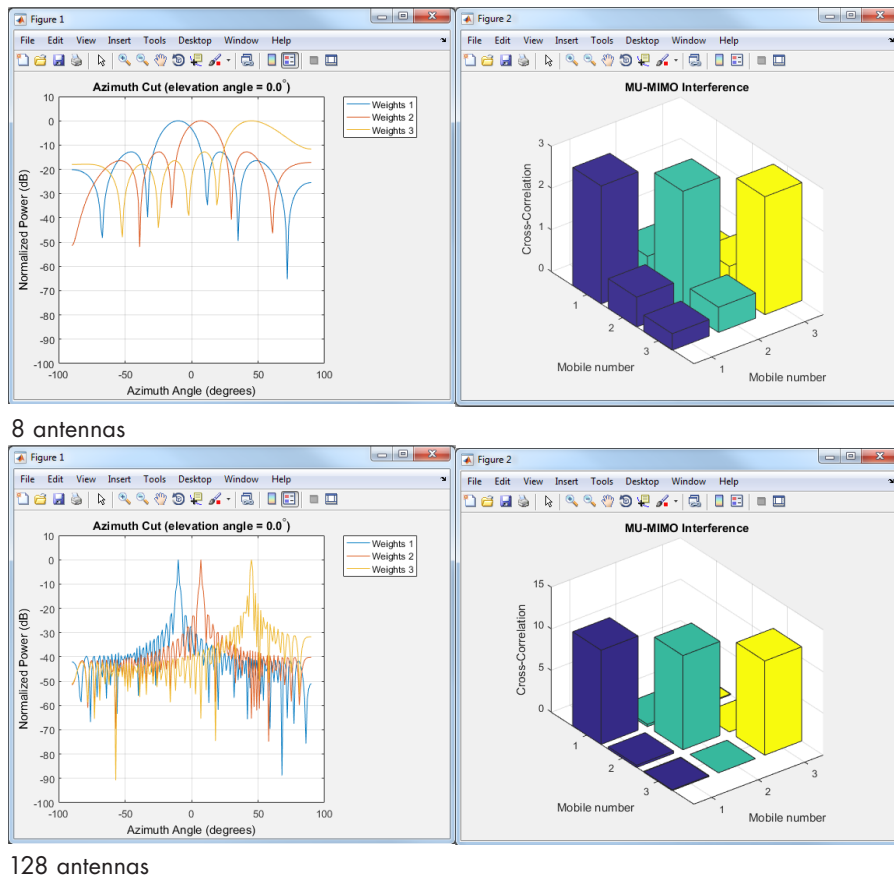 Figure 1
File Edit View Insert Tools Desktop Window Help
Azimuth Cut (elevation angle = 0.0°)
10
0
-10
-20
-30
-40
-50
-60
-70
-80
-90
-100
Normalized Power (dB)
-100 -50 0 50 100
Azimuth Angle (degrees)
Weights 1
Weights 2
Weights 3
Figure 2
File Edit View Insert Tools Desktop Window Help
MU-MIMO Interference
3
2
1
0
Cross-Correlation
1
2
3
Mobile number
1
2
3
Mobile number
8 antennas
Figure 1
File Edit View Insert Tools Desktop Window Help
Azimuth Cut (elevation angle = 0.0°)
10
0
-10
-20
-30
-40
-50
-60
-70
-80
-90
-100
Normalized Power (dB)
-100 -50 0 50 100
Azimuth Angle (degrees)
Weights 1
Weights 2
Weights 3
Figure 2
File Edit View Insert Tools Desktop Window Help
MU-MIMO Interference
15
10
5
0
Cross-Correlation
1
2
3
Mobile number
1
2
3
Mobile number
128 antennas